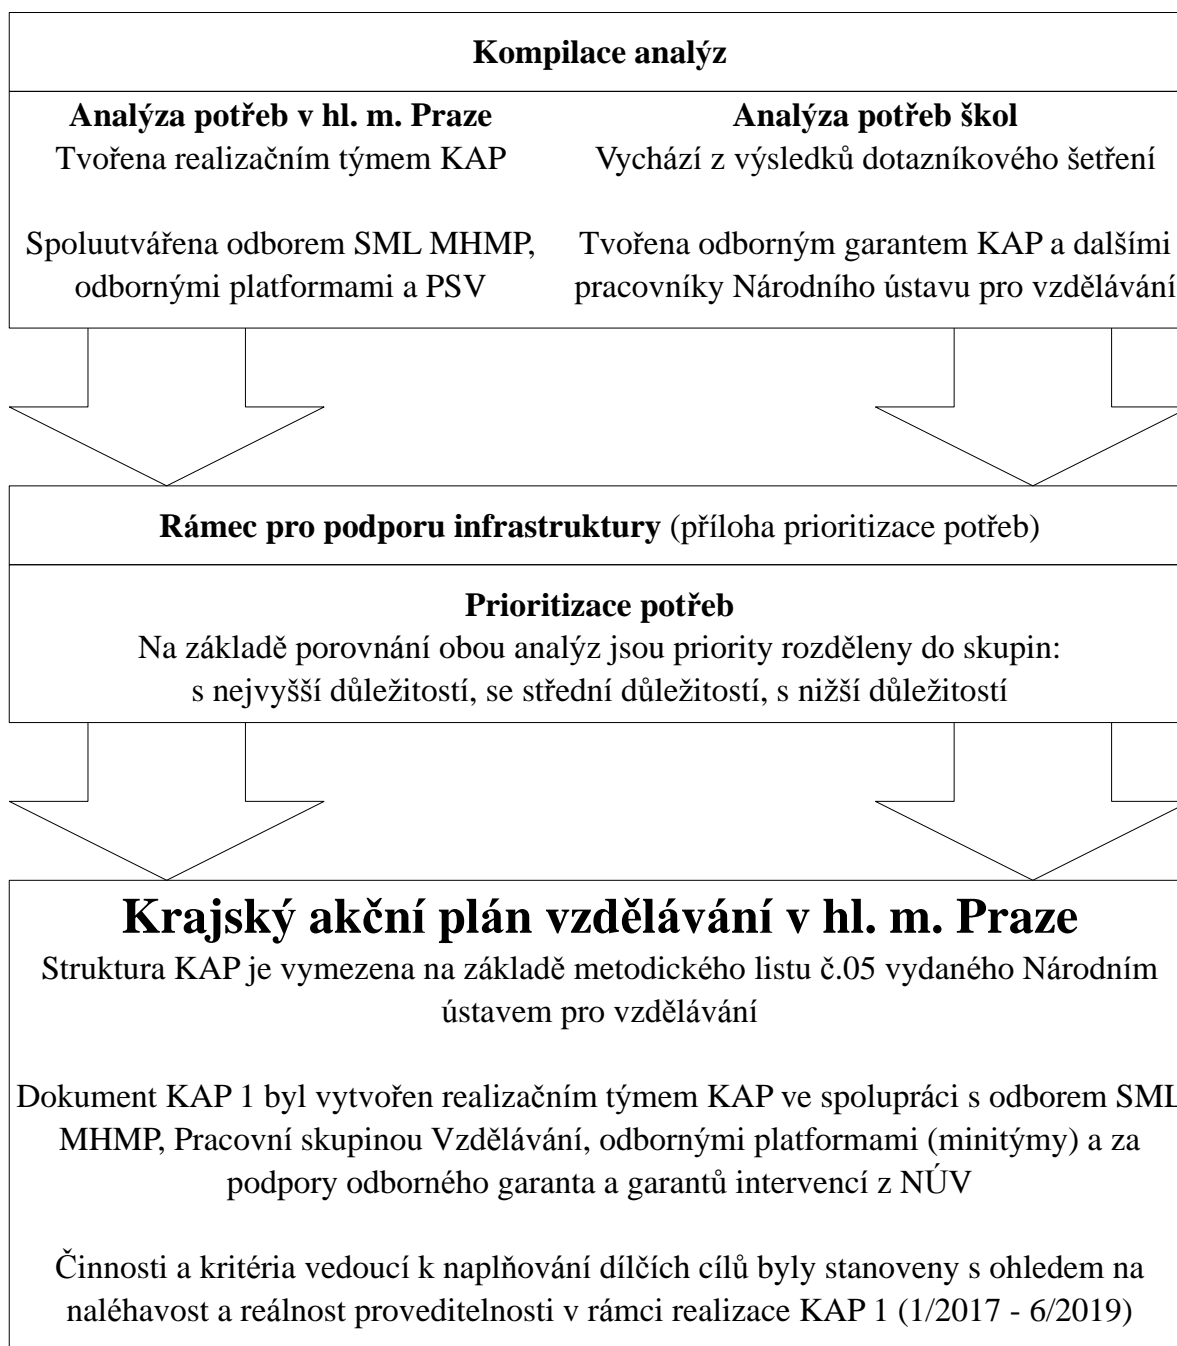 Kompilace analýz
Analýza potřeb v hl. m. Praze
Tvořena realizačním týmem KAP
Spoluutvářena odborem SML MHMP,
odbornými platformami a PSV
Analýza potřeb škol
Vychází z výsledků dotazníkového šetření
Tvořena odborným garantem KAP a dalšími
pracovníky Národního ústavu pro vzdělávání
Rámec pro podporu infrastruktury (příloha prioritizace potřeb)
Prioritizace potřeb
Na základě porovnání obou analýz jsou priority rozděleny do skupin:
s nejvyšší důležitostí, se střední důležitostí, s nižší důležitostí
Krajský akční plán vzdělávání v hl. m. Praze
Struktura KAP je vymezena na základě metodického listu č.05 vydaného Národním
ústavem pro vzdělávání
Dokument KAP 1 byl vytvořen realizačním týmem KAP ve spolupráci s odborem SML
MHMP, Pracovní skupinou Vzdělávání, odbornými platformami (minitýmy) a za
podpory odborného garanta a garantů intervencí z NÚV
Činnosti a kritéria vedoucí k naplňování dílčích cílů byly stanoveny s ohledem na
naléhavost a reálnost proveditelnosti v rámci realizace KAP 1 (1/2017 - 6/2019)